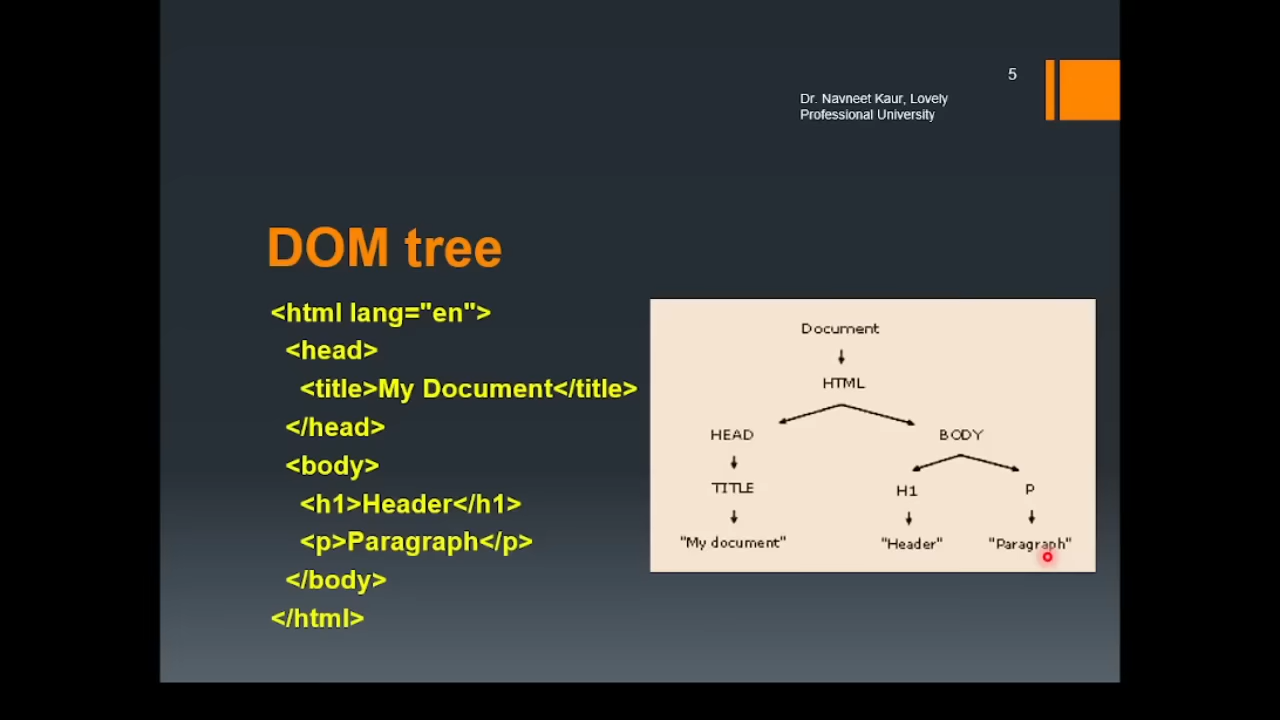 5
Dr. Navneet Kaur, Lovely
Professional University
DOM tree
<html lang="en">
<head>
<title>My Document</title>
</head>
<body>
<h1>Header</h1>
<p>Paragraph</p>
</body>
</html>
Document
HTML
HEAD BODY
TITLE H1 P
"My document" "Header" "Paragraph"